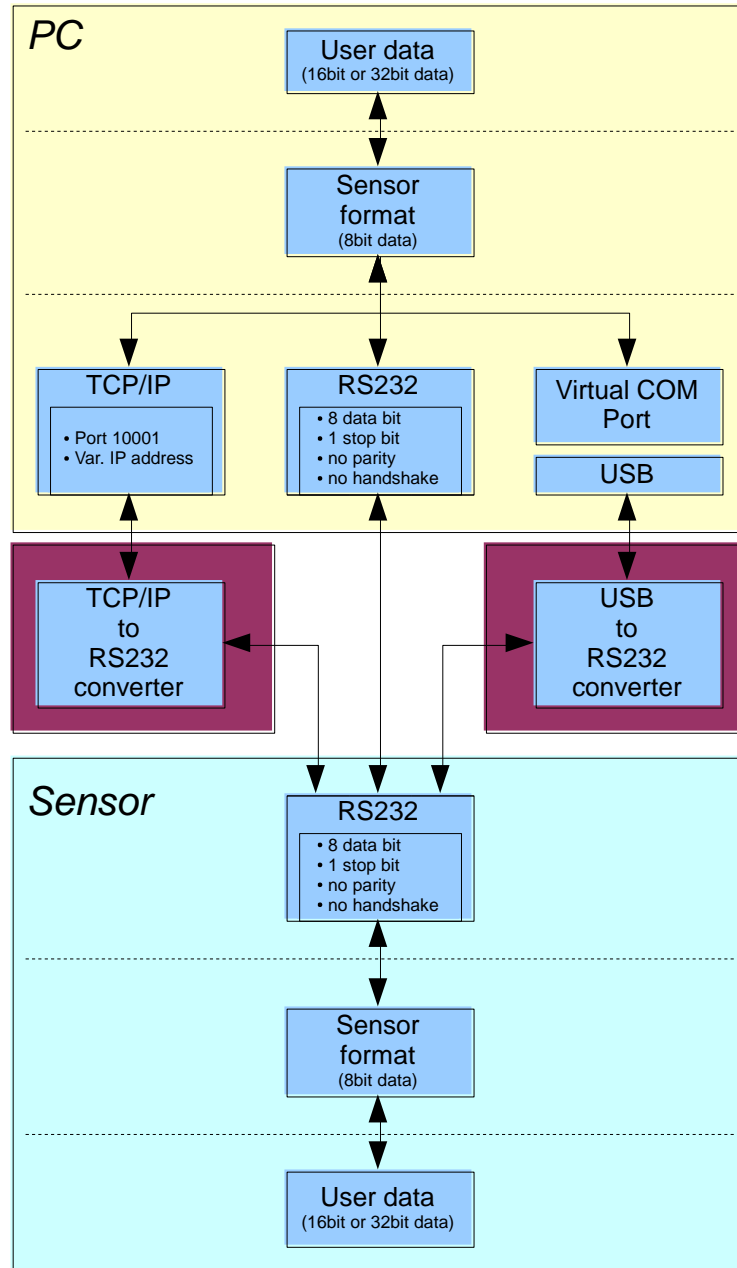 PC
User data
(16bit or 32bit data)
Sensor
format
(8bit data)
TCP/IP
• Port 10001
• Var. IP address
RS232
• 8 data bit
• 1 stop bit
• no parity
• no handshake
Virtual COM
Port
USB
TCP/IP
to
RS232
converter
USB
to
RS232
converter
Sensor
RS232
• 8 data bit
• 1 stop bit
• no parity
• no handshake
Sensor
format
(8bit data)
User data
(16bit or 32bit data)